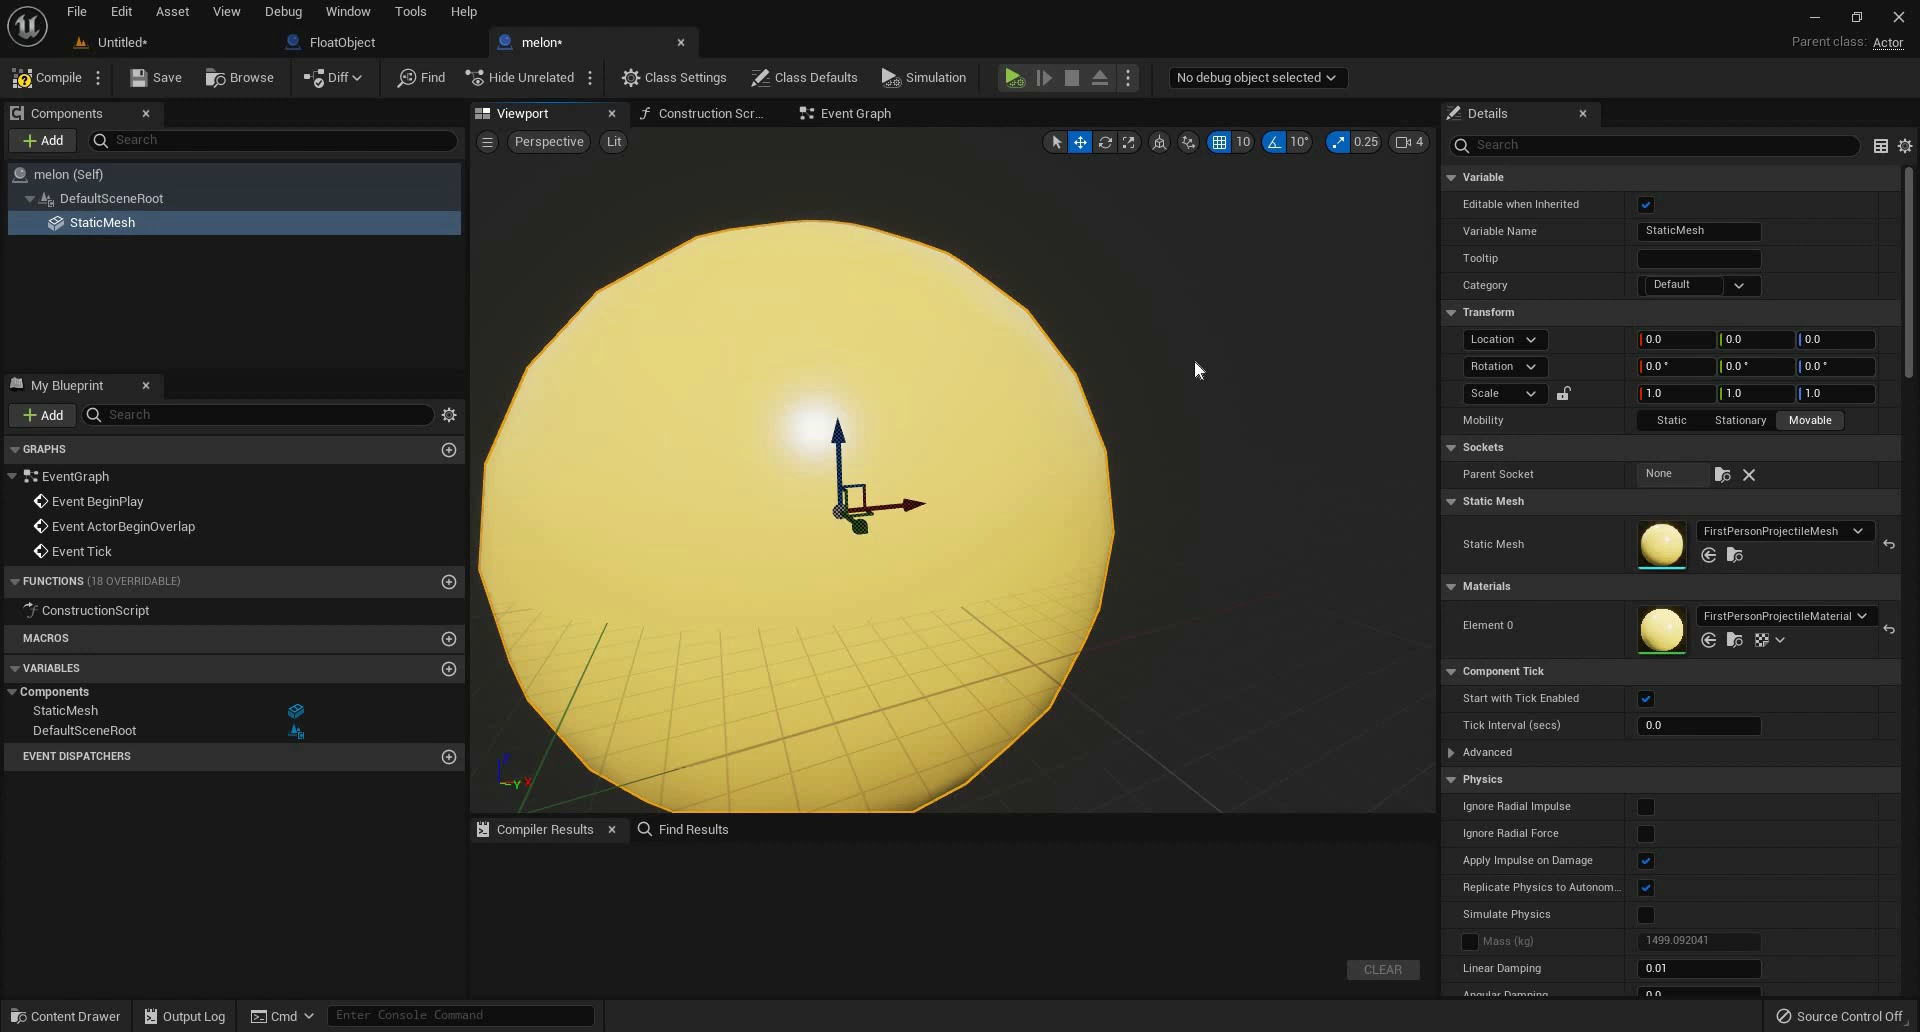 File Edit Asset View Debug Window Tools Help
Untitled* FloatObject melon* Parent class: Actor
Compile Save Browse Diff Find Hide Unrelated Class Settings Class Defaults Simulation No debug object selected
Components
Add Search
melon (Self)
DefaultSceneRoot
StaticMesh
My Blueprint
Add Search
GRAPHS
EventGraph
Event BeginPlay
Event ActorBeginOverlap
Event Tick
FUNCTIONS (18 OVERRIDABLE)
ConstructionScript
MACROS
VARIABLES
Components
StaticMesh
DefaultSceneRoot
EVENT DISPATCHERS
Viewport Construction Scr... Event Graph
Perspective Lit 10 10° 0.25 4
Z X Y
Compiler Results Find Results
CLEAR
Details
Search
Variable
Editable when Inherited
Variable Name StaticMesh
Tooltip
Category Default
Transform
Location 0.0 0.0 0.0
Rotation 0.0 ° 0.0 ° 0.0 °
Scale 1.0 1.0 1.0
Mobility Static Stationary Movable
Sockets
Parent Socket None
Static Mesh
Static Mesh FirstPersonProjectileMesh
Materials
Element 0 FirstPersonProjectileMaterial
Component Tick
Start with Tick Enabled
Tick Interval (secs) 0.0
Advanced
Physics
Ignore Radial Impulse
Ignore Radial Force
Apply Impulse on Damage
Replicate Physics to Autonom...
Simulate Physics
Mass (kg) 1499.092041
Linear Damping 0.01
Angular Damping 0.0
Content Drawer Output Log Cmd Enter Console Command Source Control Off